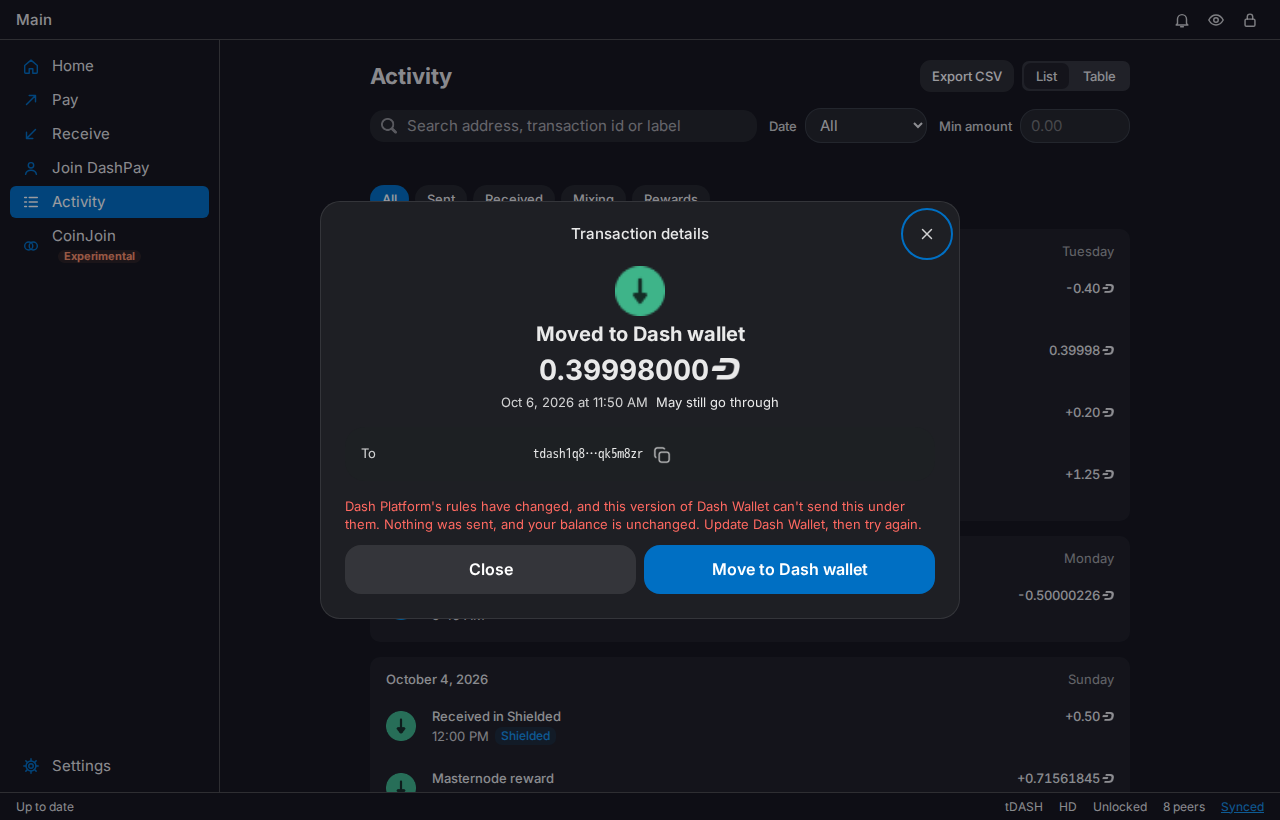 Main
Home
Pay
Receive
Join DashPay
Activity
CoinJoin
Experimental
Settings
Activity
Export CSV
List
Table
Search address, transaction id or label
Date
All
Min amount
0.00
All
Sent
Received
Mixing
Rewards
Tuesday
-0.40
0.39998
+0.20
+1.25
Transaction details
Moved to Dash wallet
0.39998000
Oct 6, 2026 at 11:50 AM May still go through
To
tdash1q8⋯qk5m8zr
Dash Platform's rules have changed, and this version of Dash Wallet can't send this under
them. Nothing was sent, and your balance is unchanged. Update Dash Wallet, then try again.
Close
Move to Dash wallet
Monday
-0.50000226
October 4, 2026
Sunday
Received in Shielded
+0.50
12:00 PM
Shielded
Masternode reward
+0.71561845
Up to date
tDASH
HD
Unlocked
8 peers
Synced